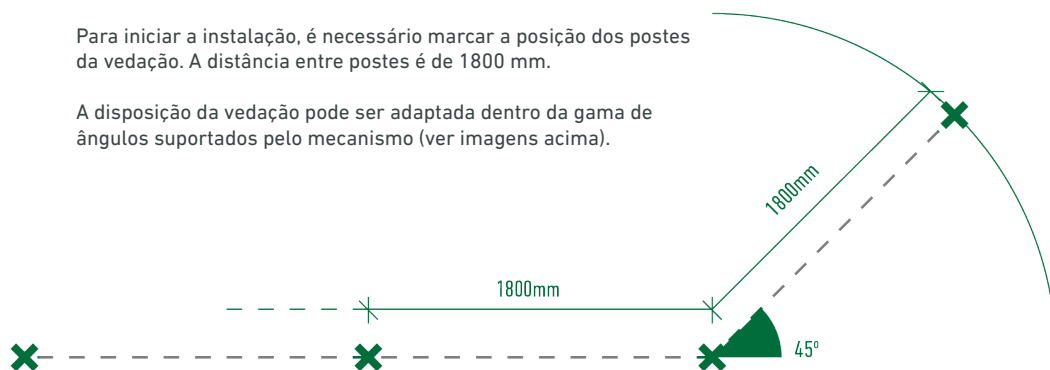 Para iniciar a instalação, é necessário marcar a posição dos postes
da vedação. A distância entre postes é de 1800 mm.
A disposição da vedação pode ser adaptada dentro da gama de
ângulos suportados pelo mecanismo (ver imagens acima).
1800mm
1800mm
45º